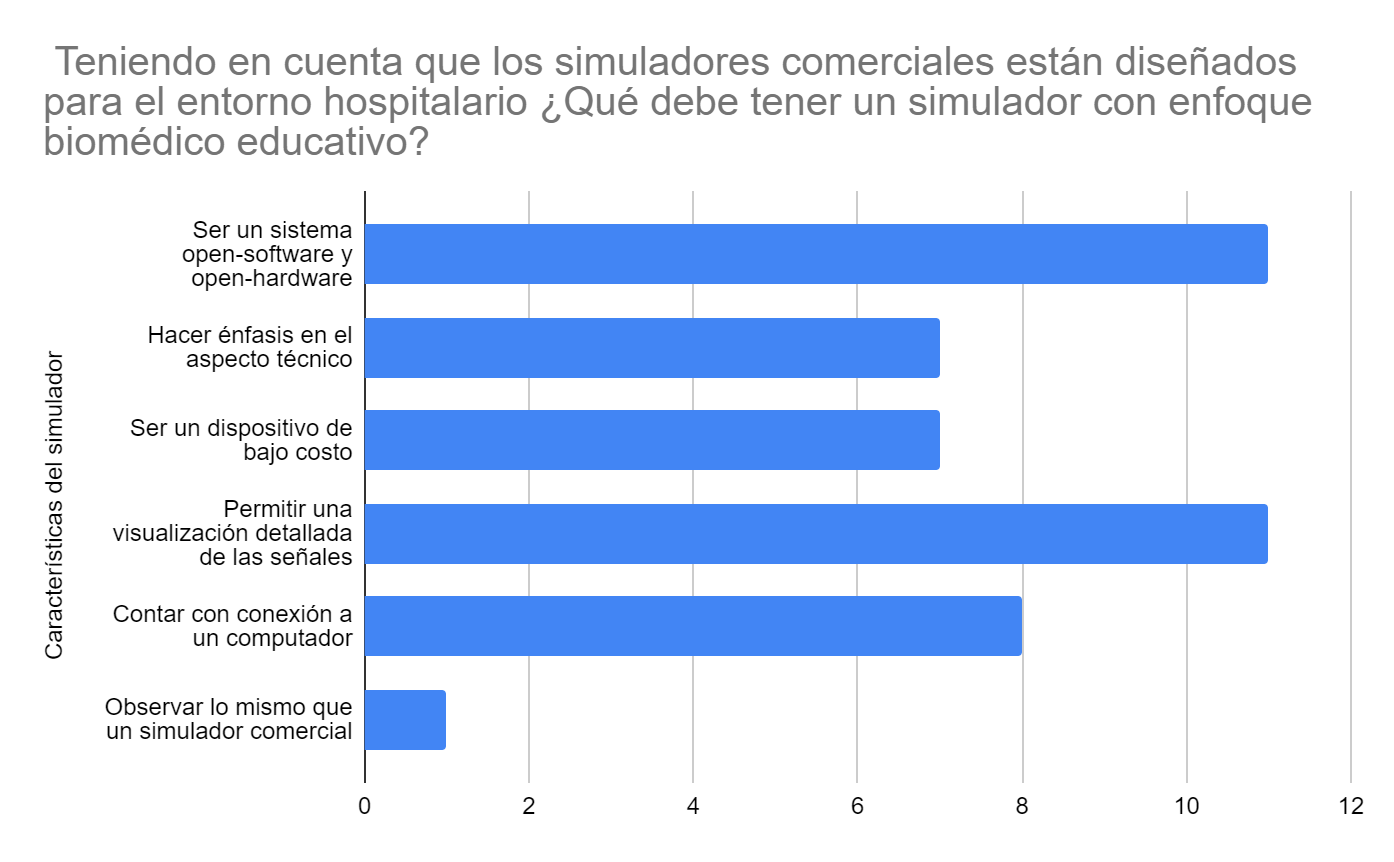 Teniendo en cuenta que los simuladores comerciales están diseñados
para el entorno hospitalario ¿Qué debe tener un simulador con enfoque
biomédico educativo?
Características del simulador
Ser un sistema
open-software y
open-hardware
Hacer énfasis en el
aspecto técnico
Ser un dispositivo de
bajo costo
Permitir una
visualización detallada
de las señales
Contar con conexión a
un computador
Observar lo mismo que
un simulador comercial
0 2 4 6 8 10 12